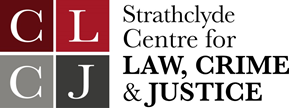 C L
C J
Strathclyde
Centre for
LAW, CRIME
& JUSTICE